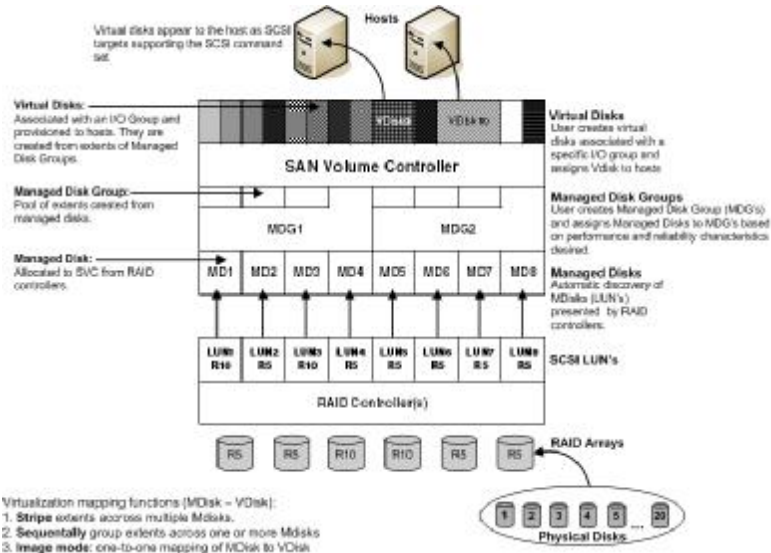 Virtual disks appear to the host as SCSI
targets supporting the SCSI command
set
Hosts
Virtual Disks:
Associated with an I/O Group and
provisioned to hosts. They are
created from extents of Managed
Disk Groups.
Virtual Disks
User creates virtual
disks associated with a
specific I/O group and
assigns Vdisk to hosts
SAN Volume Controller
Managed Disk Group:
Pool of extents created from
managed disks.
MDG1
MDG2
Managed Disk Groups
User creates Managed Disk Group (MDG's)
and assigns Managed Disks to MDG's based
on performance and reliability characteristics
desired
Managed Disk:
Allocated to SVC from RAID
controllers.
MD1 MD2 MD3 MD4 MD5 MD6 MD7 MD8
Managed Disks
Automatic discovery of
MDisks (LUN's)
presented by RAID
controllers.
LUN1 LUN2 LUN3 LUN4 LUN5 LUN6 LUN7 LUN8
R10 R5 R10 R5 R5 R5 R5 R5
SCSI LUN's
RAID Controller(s)
R5 R5 R10 R10 R5 R5
RAID Arrays
1 2 3 4 5 ... 20
Physical Disks
Virtualization mapping functions (MDisk – VDisk):
1. Stripe extents accross multiple Mdisks.
2. Sequentally group extents across one or more Mdisks
3. Image mode: one-to-one mapping of MDisk to VDisk